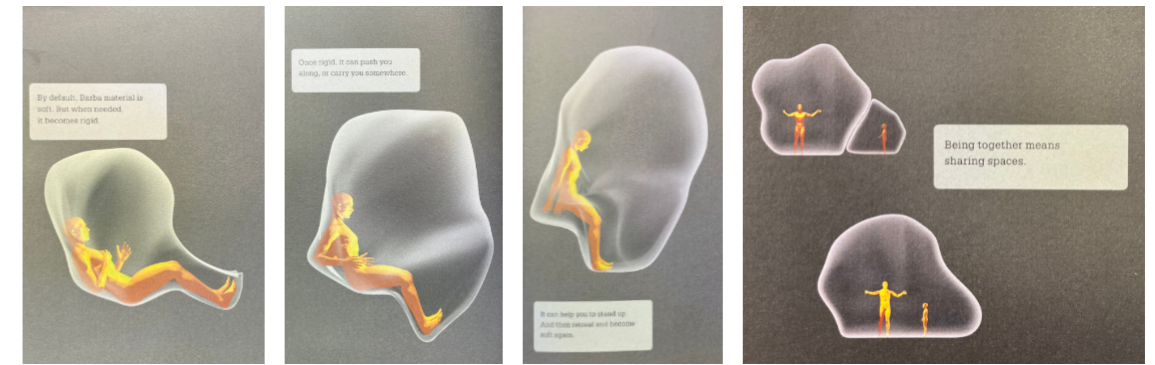 By default, Barba material is
soft. But when needed,
it becomes rigid.
Once rigid, it can push you
along, or carry you somewhere.
It can help you to stand up.
And then retreat and become
soft again.
Being together means
sharing spaces.